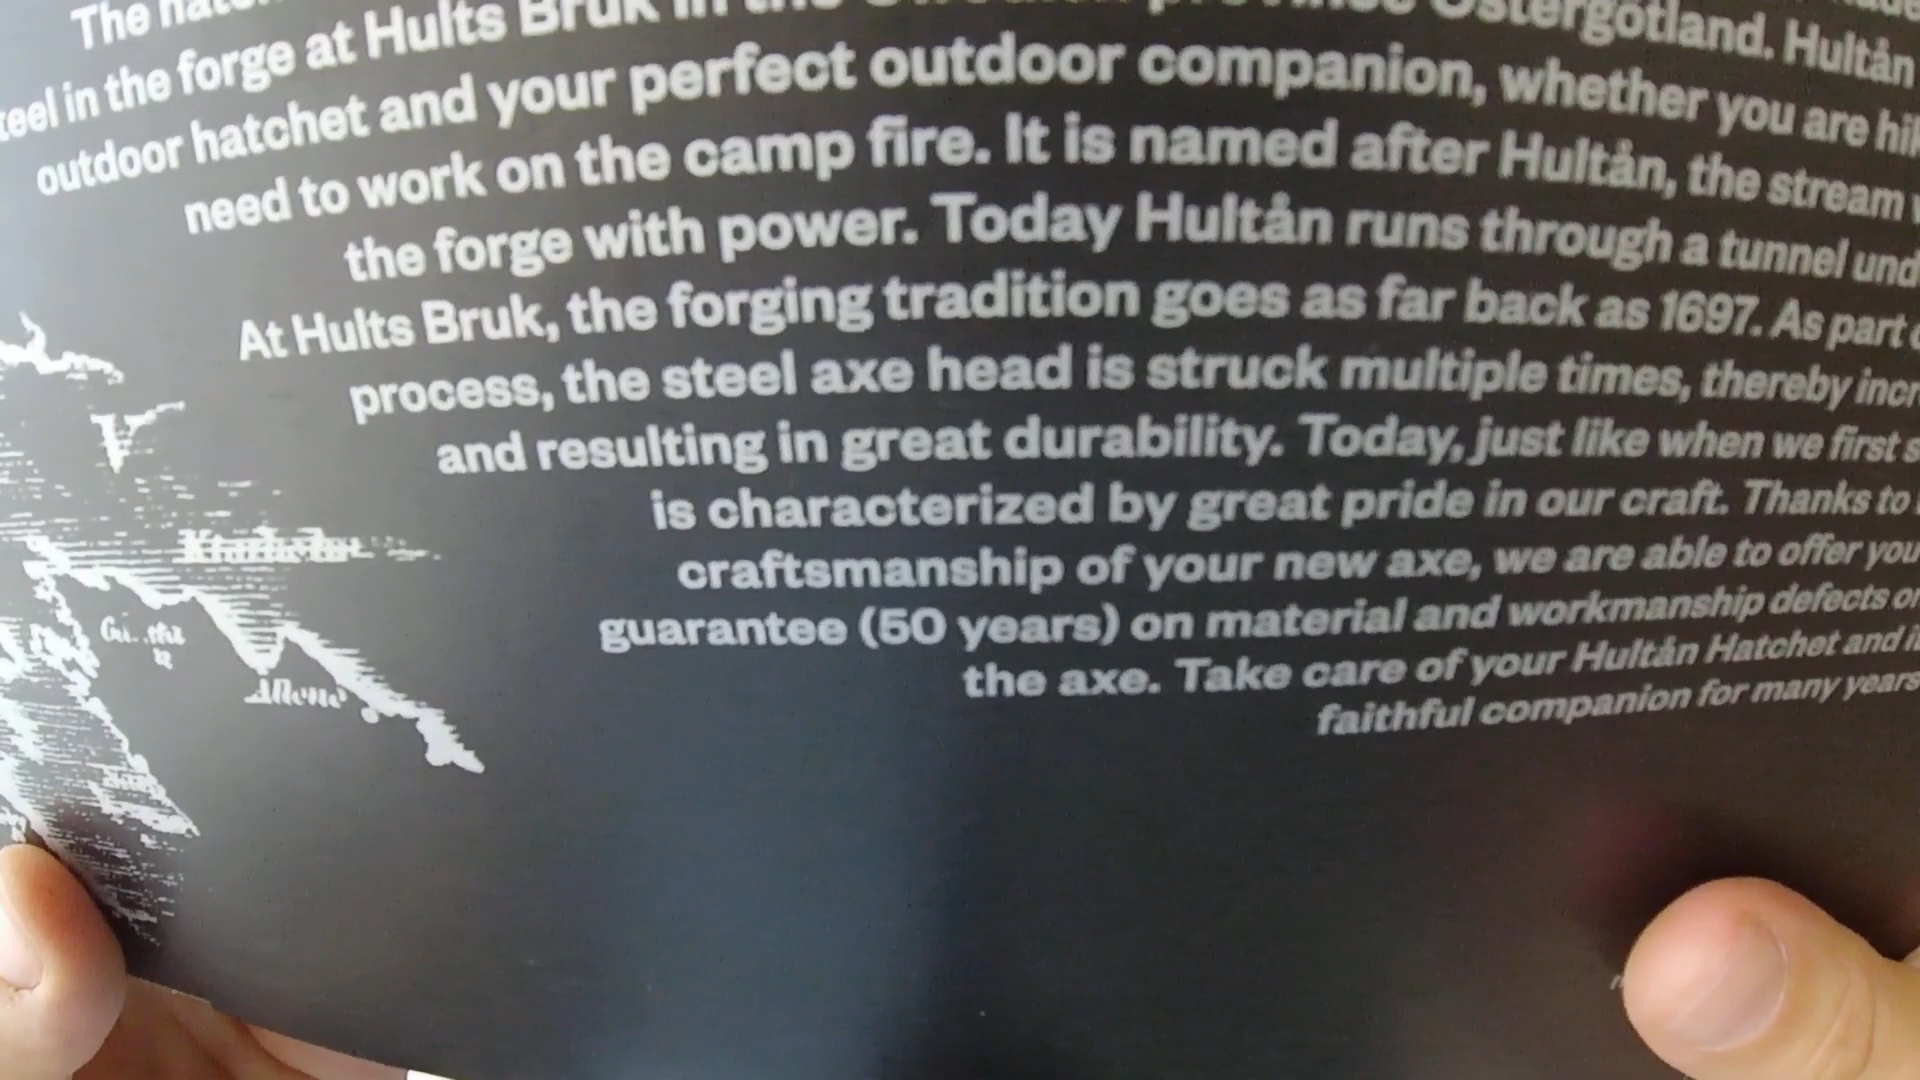 The
steel in the forge at Hults Bruk in the Swedish province Östergötland. Hultån
outdoor hatchet and your perfect outdoor companion, whether you are
need to work on the camp fire. It is named after Hultån, the stream
the forge with power. Today Hultån runs through a tunnel
At Hults Bruk, the forging tradition goes as far back as 1697. As part
process, the steel axe head is struck multiple times, thereby
and resulting in great durability. Today, just like when we first
is characterized by great pride in our craft. Thanks to
craftsmanship of your new axe, we are able to offer you
guarantee (50 years) on material and workmanship defects
the axe. Take care of your Hultån Hatchet and
faithful companion for many years